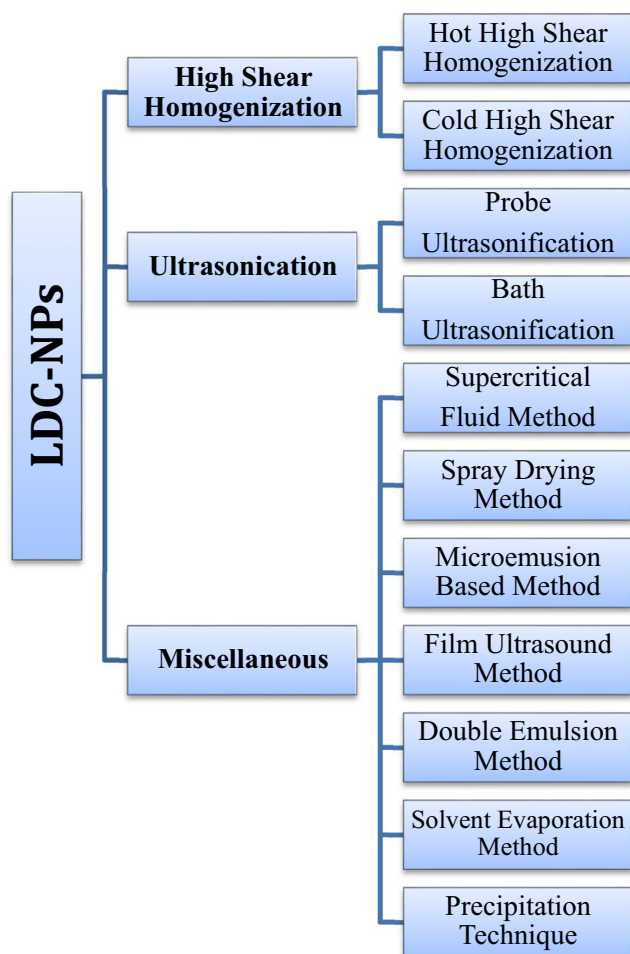 LDC-NPs
High Shear
Homogenization
Hot High Shear
Homogenization
Cold High Shear
Homogenization
Ultrasonication
Probe
Ultrasonification
Bath
Ultrasonification
Miscellaneous
Supercritical
Fluid Method
Spray Drying
Method
Microemusion
Based Method
Film Ultrasound
Method
Double Emulsion
Method
Solvent Evaporation
Method
Precipitation
Technique